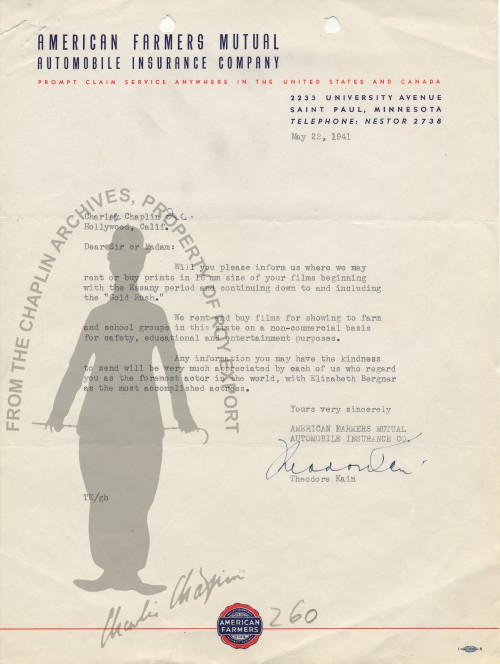 AMERICAN FARMERS MUTUAL
AUTOMOBILE INSURANCE COMPANY
PROMPT CLAIM SERVICE ANYWHERE IN THE UNITED STATES AND CANADA
2233 UNIVERSITY AVENUE
SAINT PAUL, MINNESOTA
TELEPHONE: NESTOR 2738
May 22, 1941
Charles Chaplin
Hollywood, Calif.
Dear Sir or Madam:
Will you please inform us where we may
rent or buy prints in 16 mm size of your films beginning
with the Essany period and continuing down to and including
the "Gold Rush."
We rent and buy films for showing to farm
and school groups in this state on a non-commercial basis
for safety, educational and entertainment purposes.
Any information you may have the kindness
to send will be very much appreciated by each of us who regard
you as the foremost actor in the world, with Elizabeth Bergner
as the most accomplished actress.
Yours very sincerely
AMERICAN FARMERS MUTUAL
AUTOMOBILE INSURANCE CO.
Theodore Kain
TK/gh
FROM THE CHAPLIN ARCHIVES, PROPERTY OF ROY EXPORT
Charlie Chaplin
AMERICAN
FARMERS
260